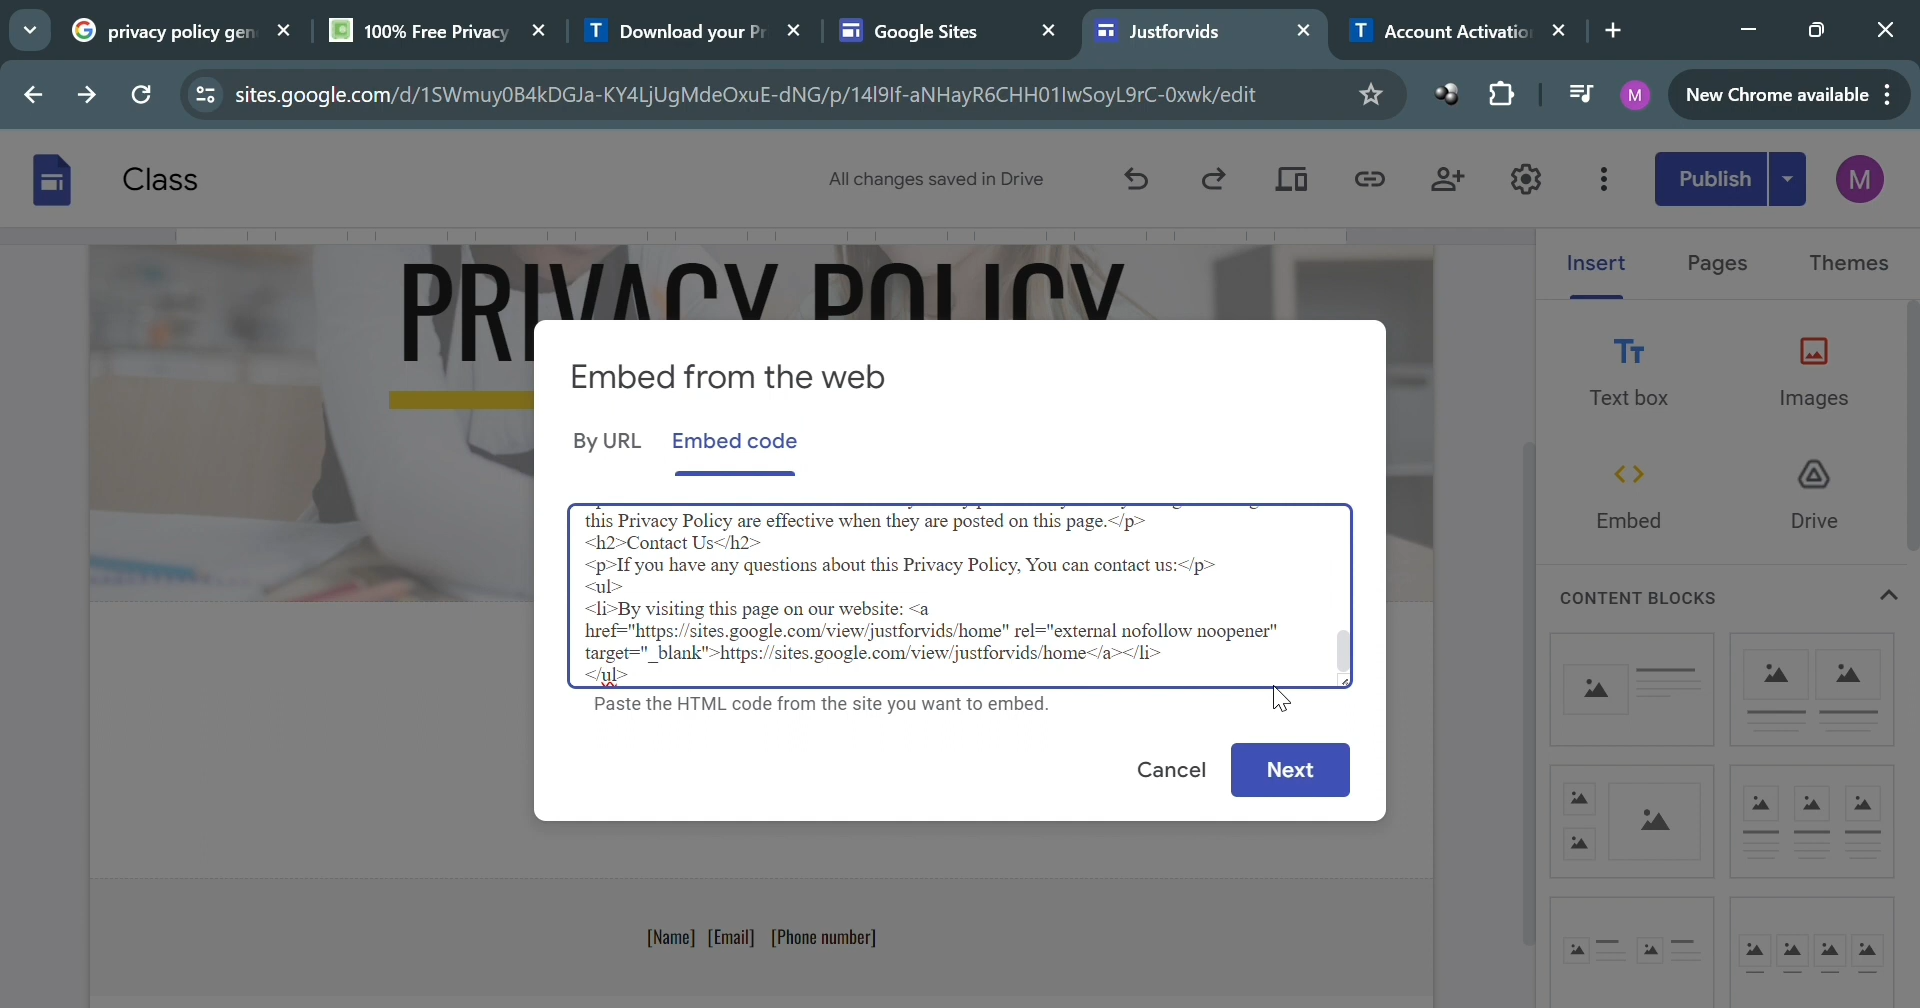 privacy policy gen
100% Free Privacy
Download your Pr
Google Sites
Justforvids
Account Activation
sites.google.com/d/1SWmuy0B4kDGJa-KY4LjUgMdeOxuE-dNG/p/14l9lf-aNHayR6CHH01IwSoyL9rC-0xwk/edit
M
New Chrome available
Class
All changes saved in Drive
Publish
M
PRIVACY POLICY
Insert
Pages
Themes
Text box
Images
Embed
Drive
CONTENT BLOCKS
Embed from the web
By URL
Embed code
this Privacy Policy are effective when they are posted on this page.</p>
<h2>Contact Us</h2>
<p>If you have any questions about this Privacy Policy, You can contact us:</p>
<ul>
<li>By visiting this page on our website: <a
href="https://sites.google.com/view/justforvids/home" rel="external nofollow noopener"
target="_blank">https://sites.google.com/view/justforvids/home</a></li>
</ul>
Paste the HTML code from the site you want to embed.
Cancel
Next
[Name] [Email] [Phone number]